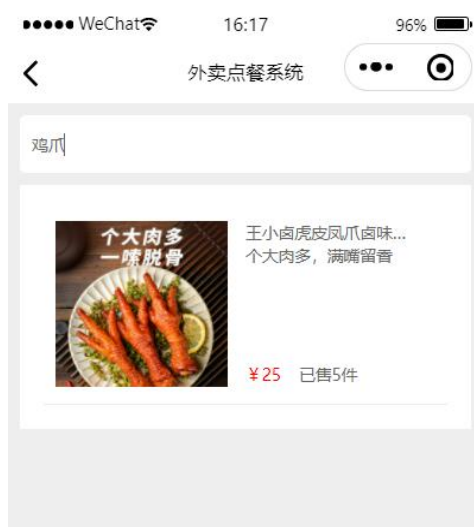 WeChat
16:17
96%
外卖点餐系统
鸡爪
个大肉多
一嗦脱骨
王小卤虎皮凤爪卤味...
个大肉多，满嘴留香
￥25 已售5件